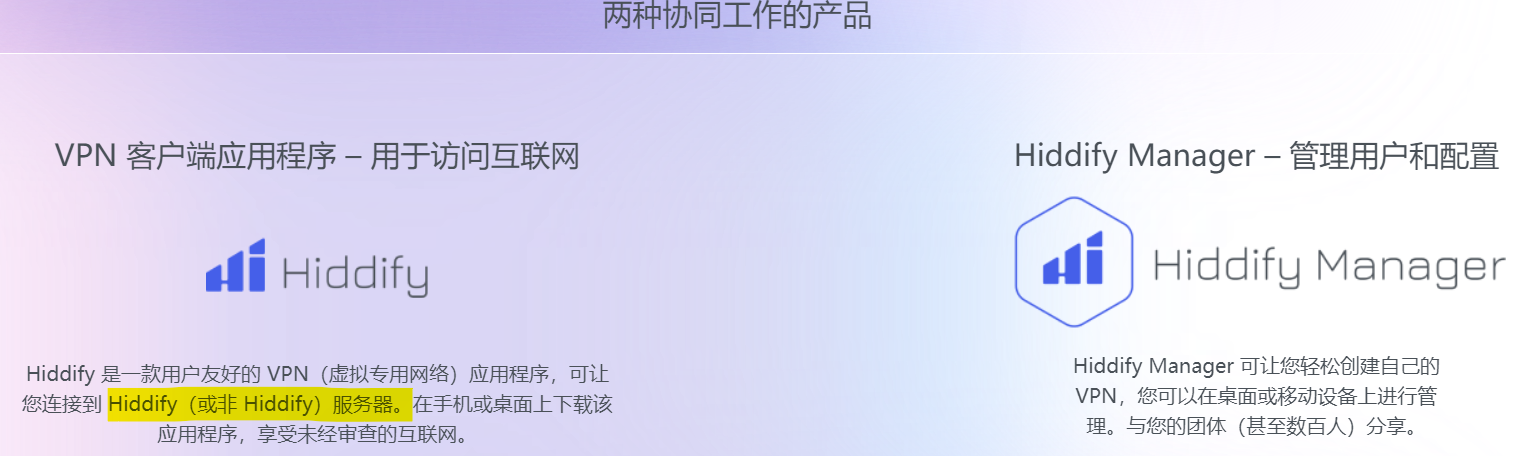 两种协同工作的产品
VPN 客户端应用程序 – 用于访问互联网
Hiddify
Hiddify 是一款用户友好的 VPN（虚拟专用网络）应用程序，可让
您连接到 Hiddify（或非 Hiddify）服务器。在手机或桌面上下载该
应用程序，享受未经审查的互联网。
Hiddify Manager – 管理用户和配置
Hiddify Manager
Hiddify Manager 可让您轻松创建自己的
VPN，您可以在桌面或移动设备上进行管
理。与您的团体（甚至数百人）分享。